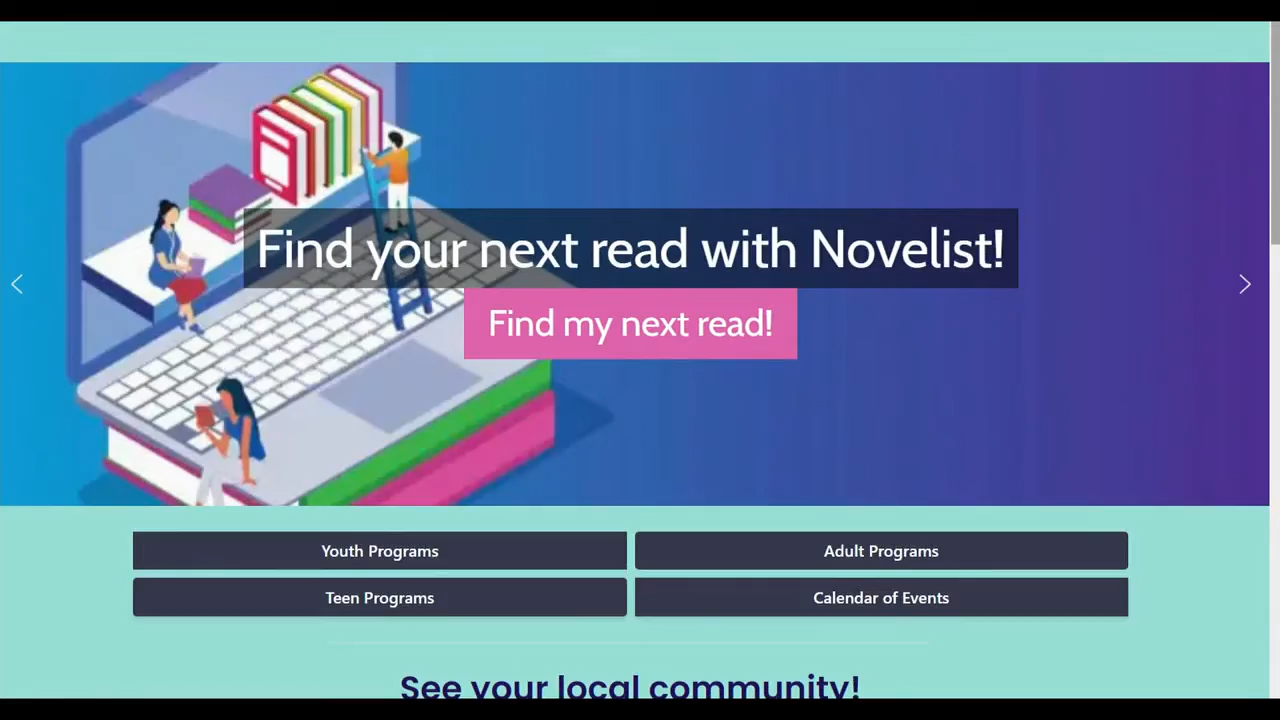 Find your next read with Novelist!
Find my next read!
Youth Programs
Adult Programs
Teen Programs
Calendar of Events
See your local community!